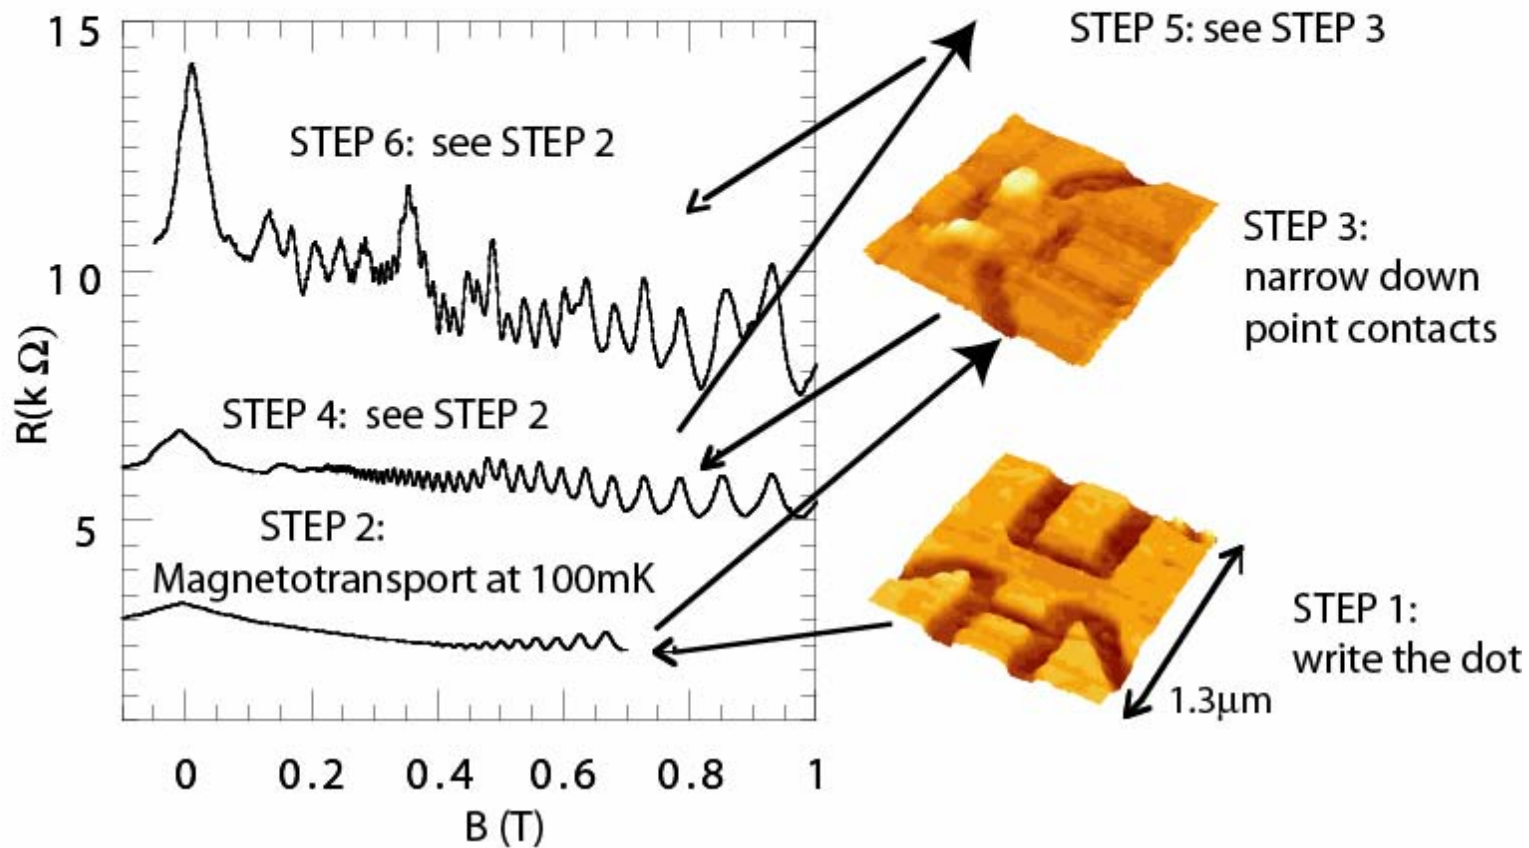 15
STEP 5: see STEP 3
STEP 6: see STEP 2
STEP 3:
narrow down
point contacts
10
R(k Ω)
STEP 4: see STEP 2
5
STEP 2:
Magnetotransport at 100mK
STEP 1:
write the dot
1.3μm
0 0.2 0.4 0.6 0.8 1
B (T)